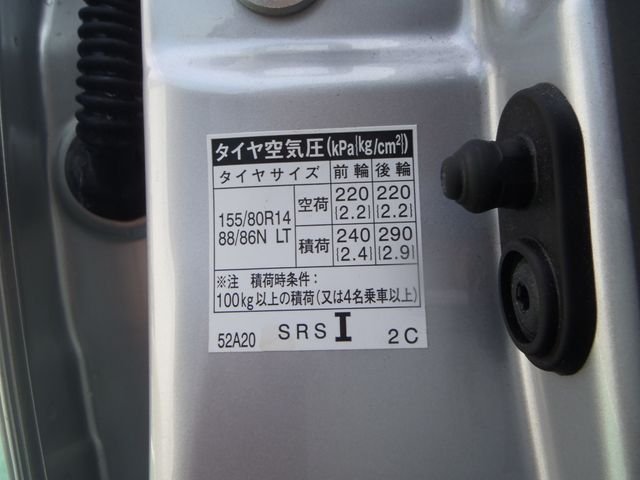 タイヤ空気圧(kPa{kg/cm²})
タイヤサイズ 前輪 後輪
155/80R14 88/86N LT
空荷 220 {2.2} 220 {2.2}
積荷 240 {2.4} 290 {2.9}
※注 積荷時条件:
100kg以上の積荷(又は4名乗車以上)
52A20 SRS I 2C